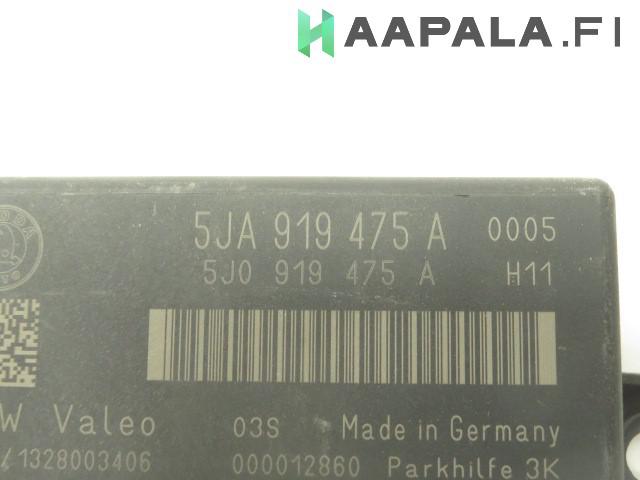 HAAPALA.FI
5JA 919 475 A 0005
5J0 919 475 A H11
W Valeo 03S Made in Germany
1328003406 000012860 Parkhilfe 3K